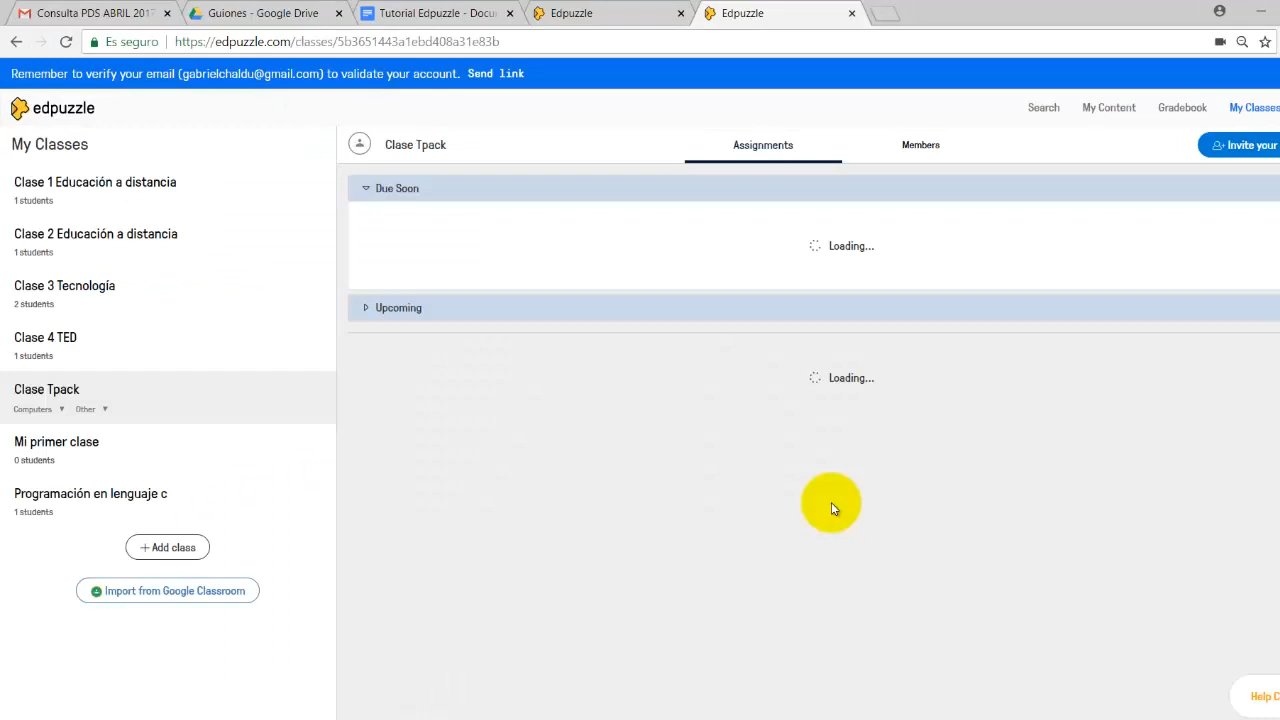 Consulta PDS ABRIL 2017
Guiones - Google Drive
Tutorial Edpuzzle - Docu
Edpuzzle
Edpuzzle
Es seguro
https://edpuzzle.com/classes/5b3651443a1ebd408a31e83b
Remember to verify your email (gabrielchaldu@gmail.com) to validate your account. Send link
edpuzzle
Search
My Content
Gradebook
My Classes
My Classes
Clase Tpack
Assignments
Members
Invite your
Clase 1 Educación a distancia
1 students
Clase 2 Educación a distancia
1 students
Clase 3 Tecnología
2 students
Clase 4 TED
1 students
Clase Tpack
Computers
Other
Mi primer clase
0 students
Programación en lenguaje c
1 students
+ Add class
Import from Google Classroom
Due Soon
Loading...
Upcoming
Loading...
Help C